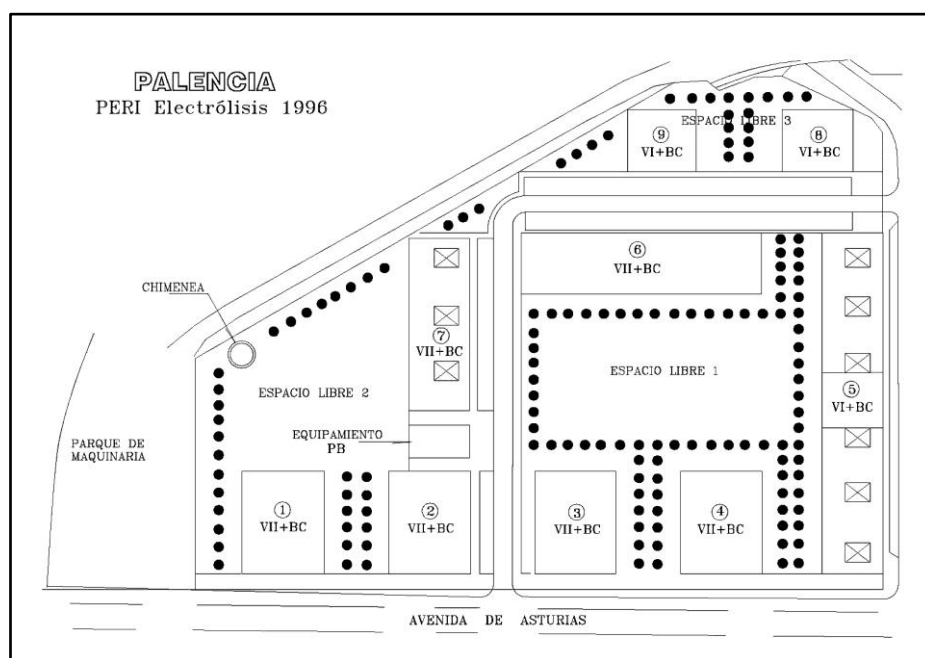 PALENCIA
PERI Electrólisis 1996
ESPACIO LIBRE 3
⑨
VI+BC
⑧
VI+BC
⑥
VII+BC
CHIMENEA
⑦
VII+BC
ESPACIO LIBRE 1
⑤
VI+BC
ESPACIO LIBRE 2
EQUIPAMIENTO
PB
PARQUE DE
MAQUINARIA
①
VII+BC
②
VII+BC
③
VII+BC
④
VII+BC
AVENIDA DE ASTURIAS